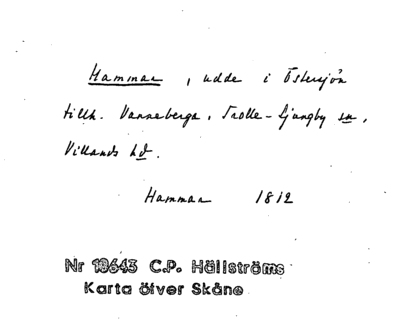 Hammar , udde i Östersjön
tillh. Vanneberga, Trolle-Ljungby sn,
Villands hd.
Hammar 1812
Nr 18643 C.P. Hällströms
Karta öfver Skåne